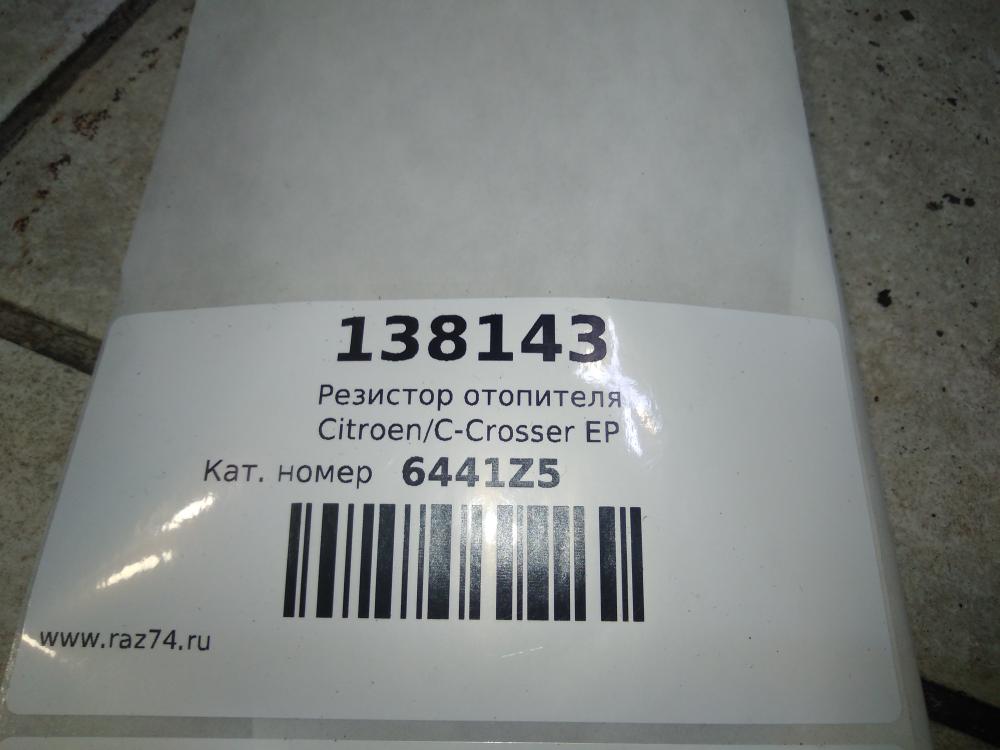 138143
Резистор отопителя
Citroen/C-Crosser EP
Кат. номер 6441Z5
www.raz74.ru